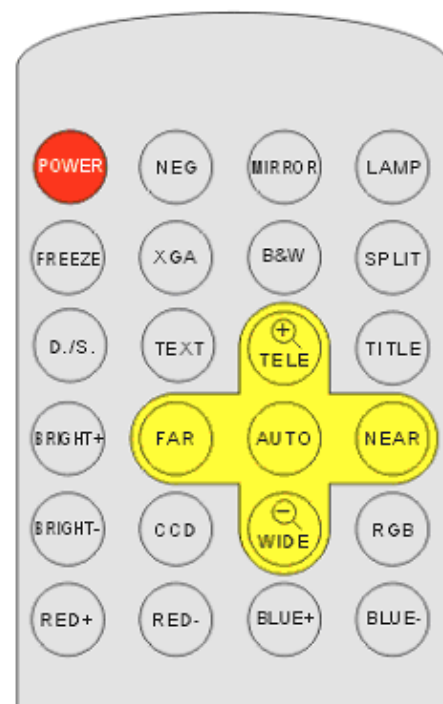 POWER NEG MIRROR LAMP
FREEZE XGA B&W SPLIT
D./S. TEXT TELE TITLE
BRIGHT+ FAR AUTO NEAR
BRIGHT- CCD WIDE RGB
RED+ RED- BLUE+ BLUE-